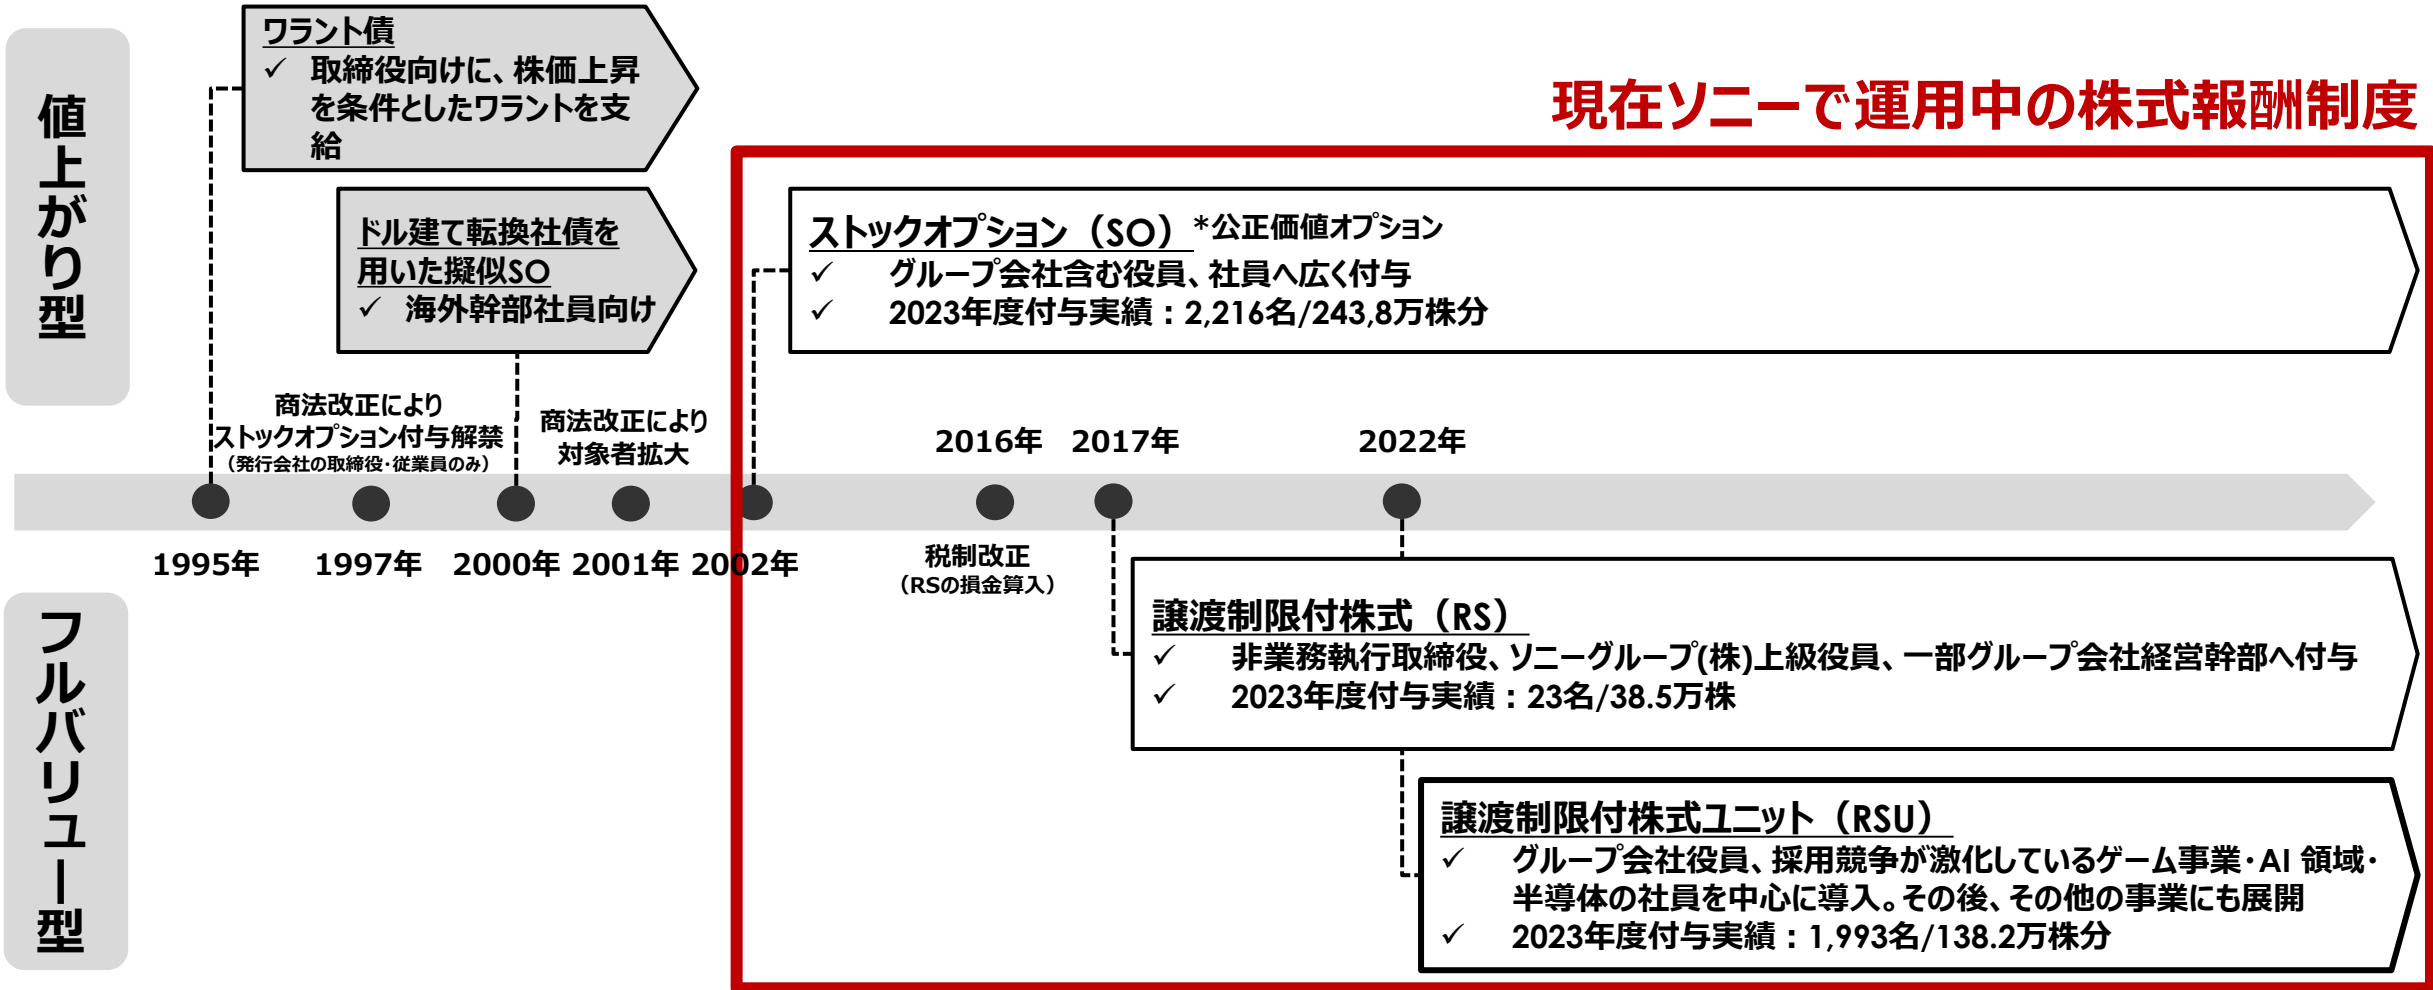 値上がり型
ワラント債
✓ 取締役向けに、株価上昇
を条件としたワラントを支
給
現在ソニーで運用中の株式報酬制度
ドル建て転換社債を
用いた擬似SO
✓ 海外幹部社員向け
ストックオプション（SO）*公正価値オプション
✓ グループ会社含む役員、社員へ広く付与
✓ 2023年度付与実績：2,216名/243,8万株分
商法改正により
ストックオプション付与解禁
（発行会社の取締役・従業員のみ）
商法改正により
対象者拡大
2016年 2017年 2022年
1995年 1997年 2000年 2001年 2002年
税制改正
（RSの損金算入）
フルバリュー型
譲渡制限付株式（RS）
✓ 非業務執行取締役、ソニーグループ(株)上級役員、一部グループ会社経営幹部へ付与
✓ 2023年度付与実績：23名/38.5万株
譲渡制限付株式ユニット（RSU）
✓ グループ会社役員、採用競争が激化しているゲーム事業・AI 領域・
半導体の社員を中心に導入。その後、その他の事業にも展開
✓ 2023年度付与実績：1,993名/138.2万株分